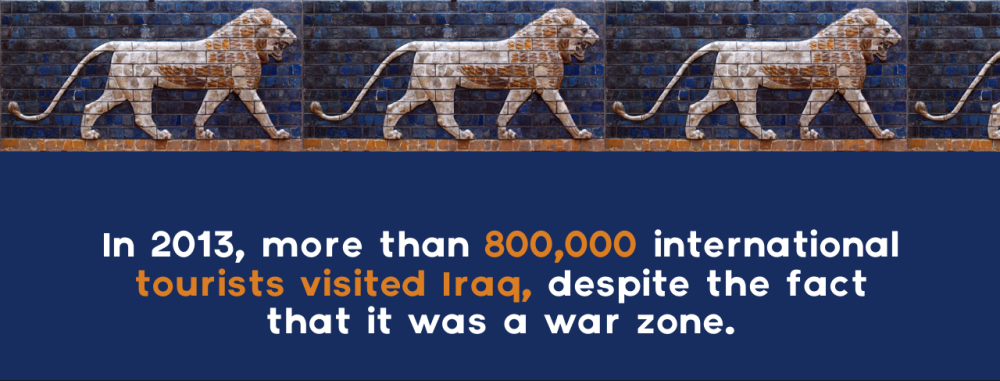 In 2013, more than 800,000 international
tourists visited Iraq, despite the fact
that it was a war zone.